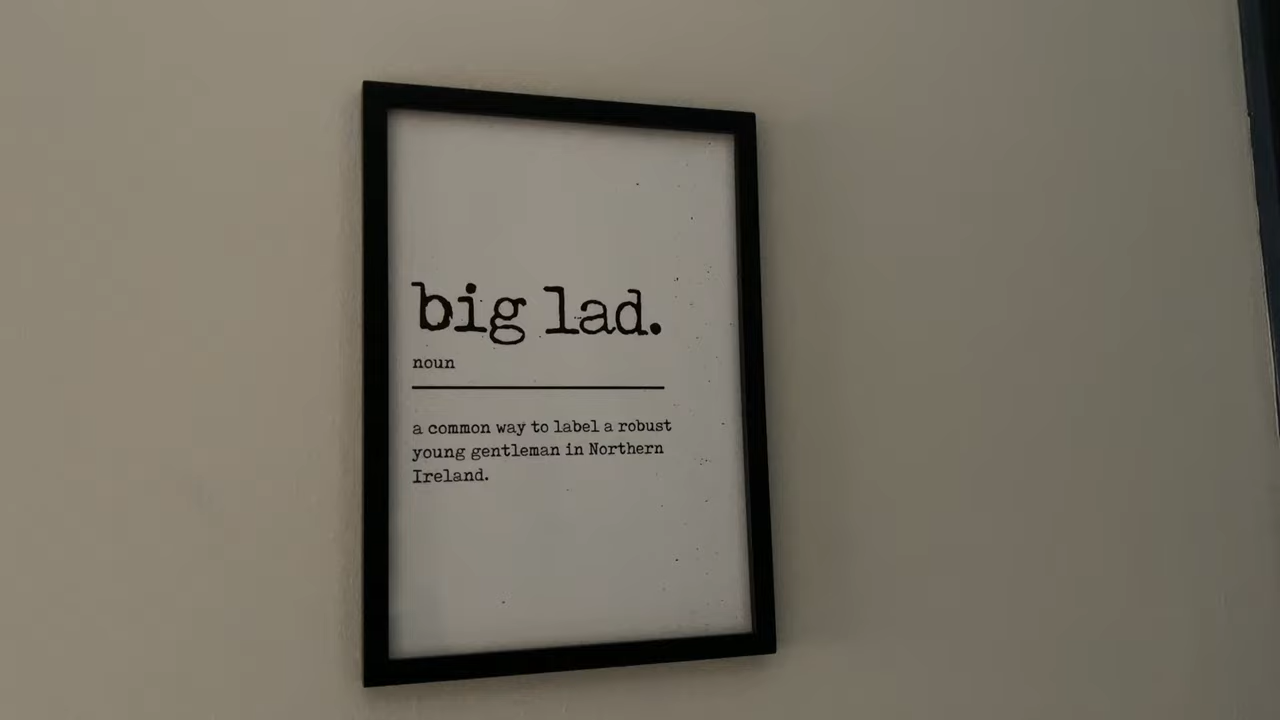 big lad.
noun
a common way to label a robust
young gentleman in Northern
Ireland.